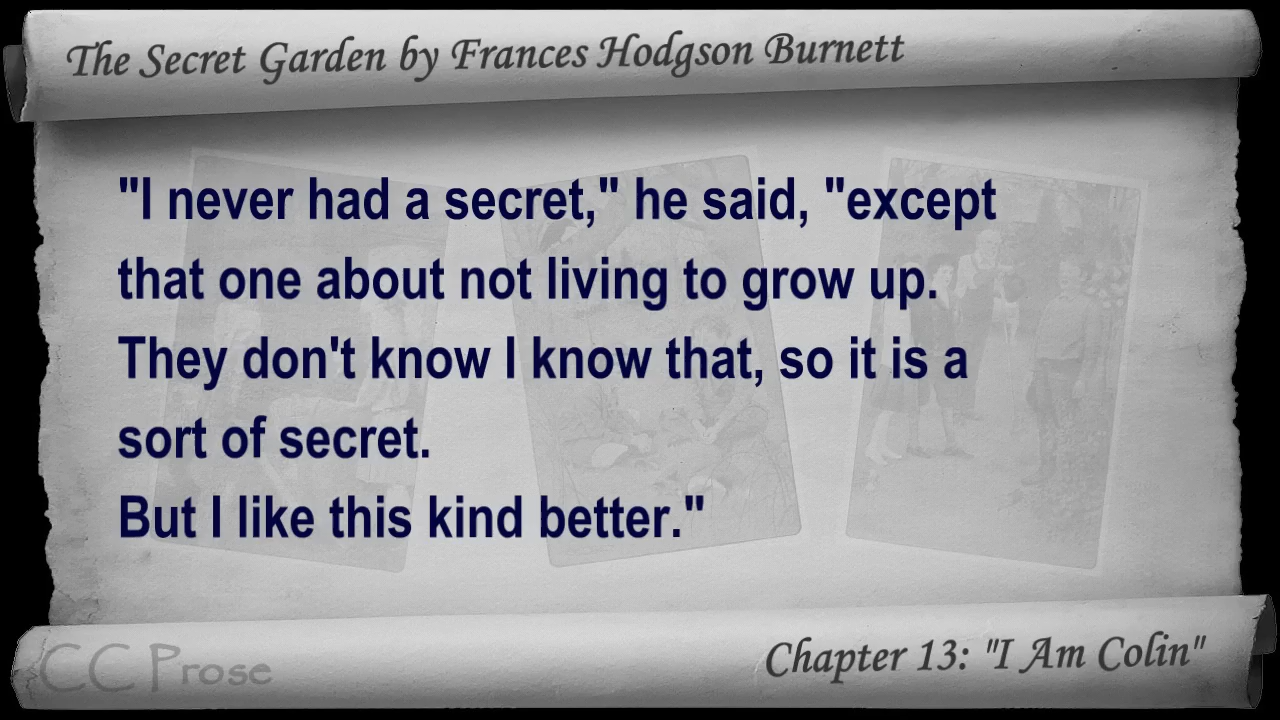 The Secret Garden by Frances Hodgson Burnett
"I never had a secret," he said, "except
that one about not living to grow up.
They don't know I know that, so it is a
sort of secret.
But I like this kind better."
CC Prose
Chapter 13: "I Am Colin"